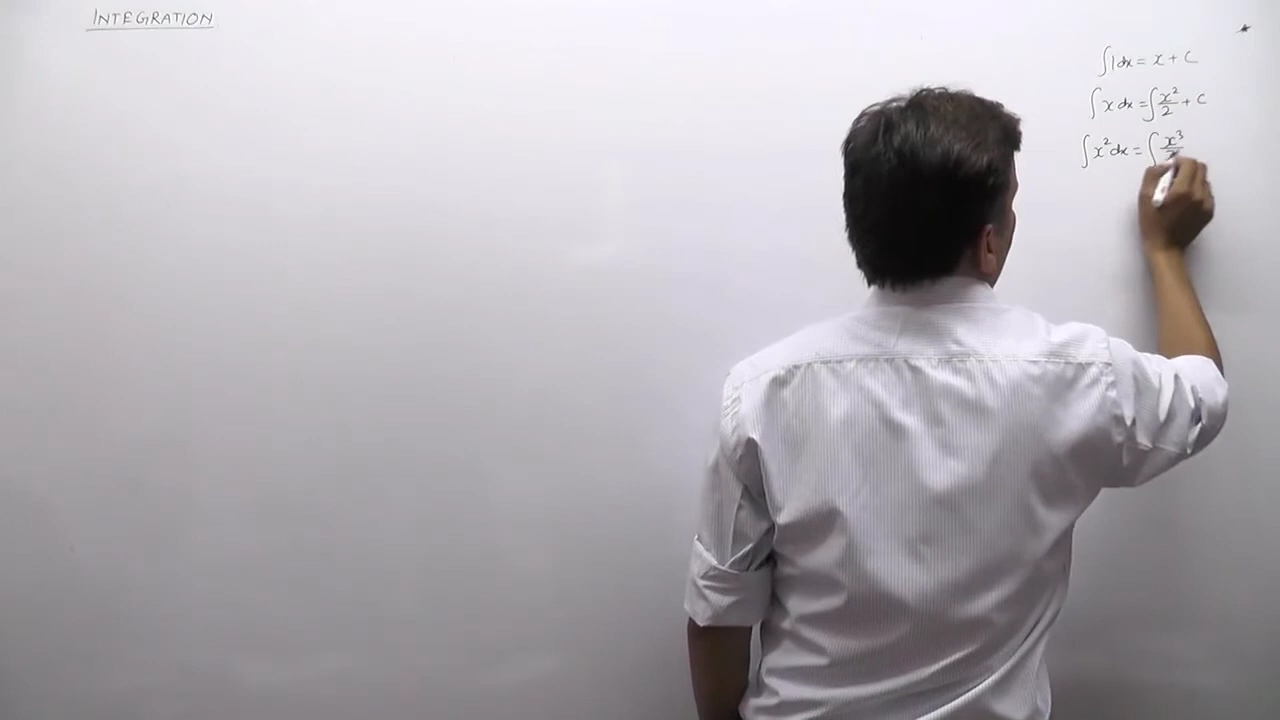 INTEGRATION
∫1dx = x + C
∫x dx = ∫x²/2 + C
∫x²dx = ∫x³/